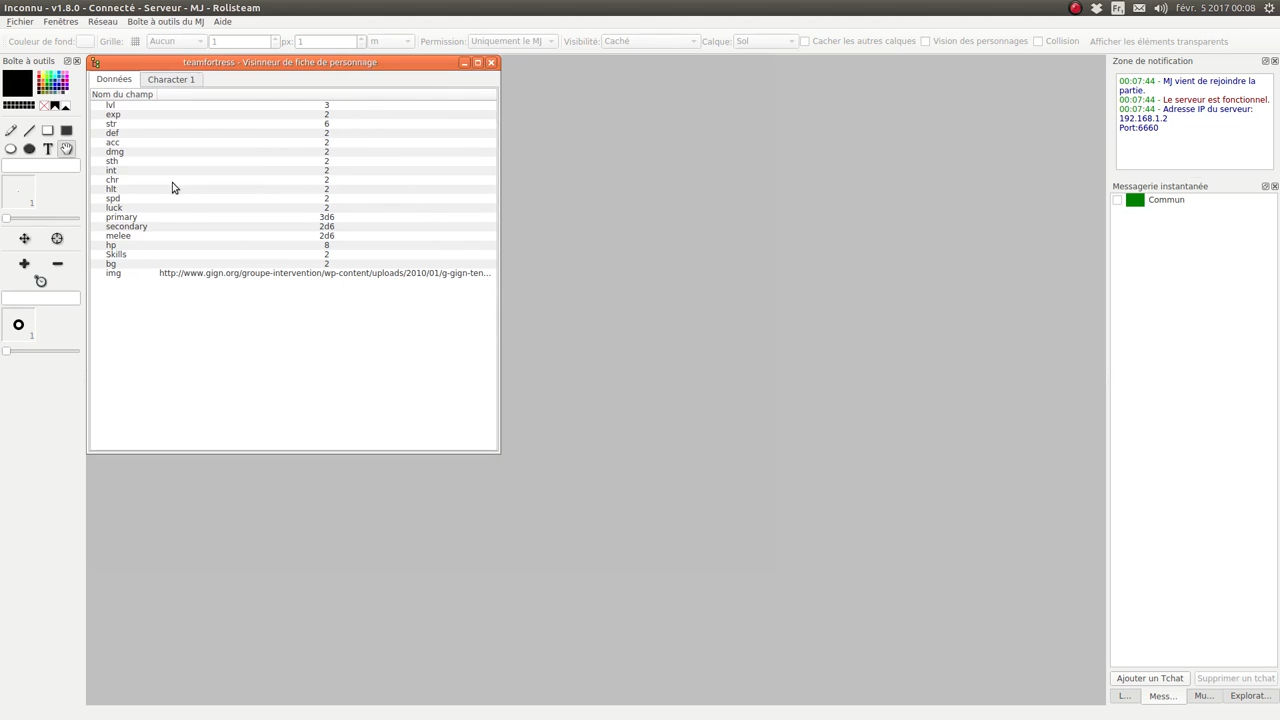 Inconnu - v1.8.0 - Connecté - Serveur - MJ - Rolisteam
Fr₁
févr. 5 2017 00:08
Fichier Fenêtres Réseau Boîte à outils du MJ Aide
Couleur de fond: Grille: Aucun 1 px: 1 m Permission: Uniquement le MJ Visibilité: Caché Calque: Sol Cacher les autres calques Vision des personnages Collision Afficher les éléments transparents
Boîte à outils
1
1
teamfortress - Visinneur de fiche de personnage
Données Character 1
Nom du champ
lvl 3
exp 2
str 6
def 2
acc 2
dmg 2
sth 2
int 2
chr 2
hlt 2
spd 2
luck 2
primary 3d6
secondary 2d6
melee 2d6
hp 8
Skills 2
bg 2
img http://www.gign.org/groupe-intervention/wp-content/uploads/2010/01/g-gign-ten...
Zone de notification
00:07:44 - MJ vient de rejoindre la
partie.
00:07:44 - Le serveur est fonctionnel.
00:07:44 - Adresse IP du serveur:
192.168.1.2
Port:6660
Messagerie instantanée
Commun
Ajouter un Tchat Supprimer un tchat
L... Mess... Mu... Explorat...